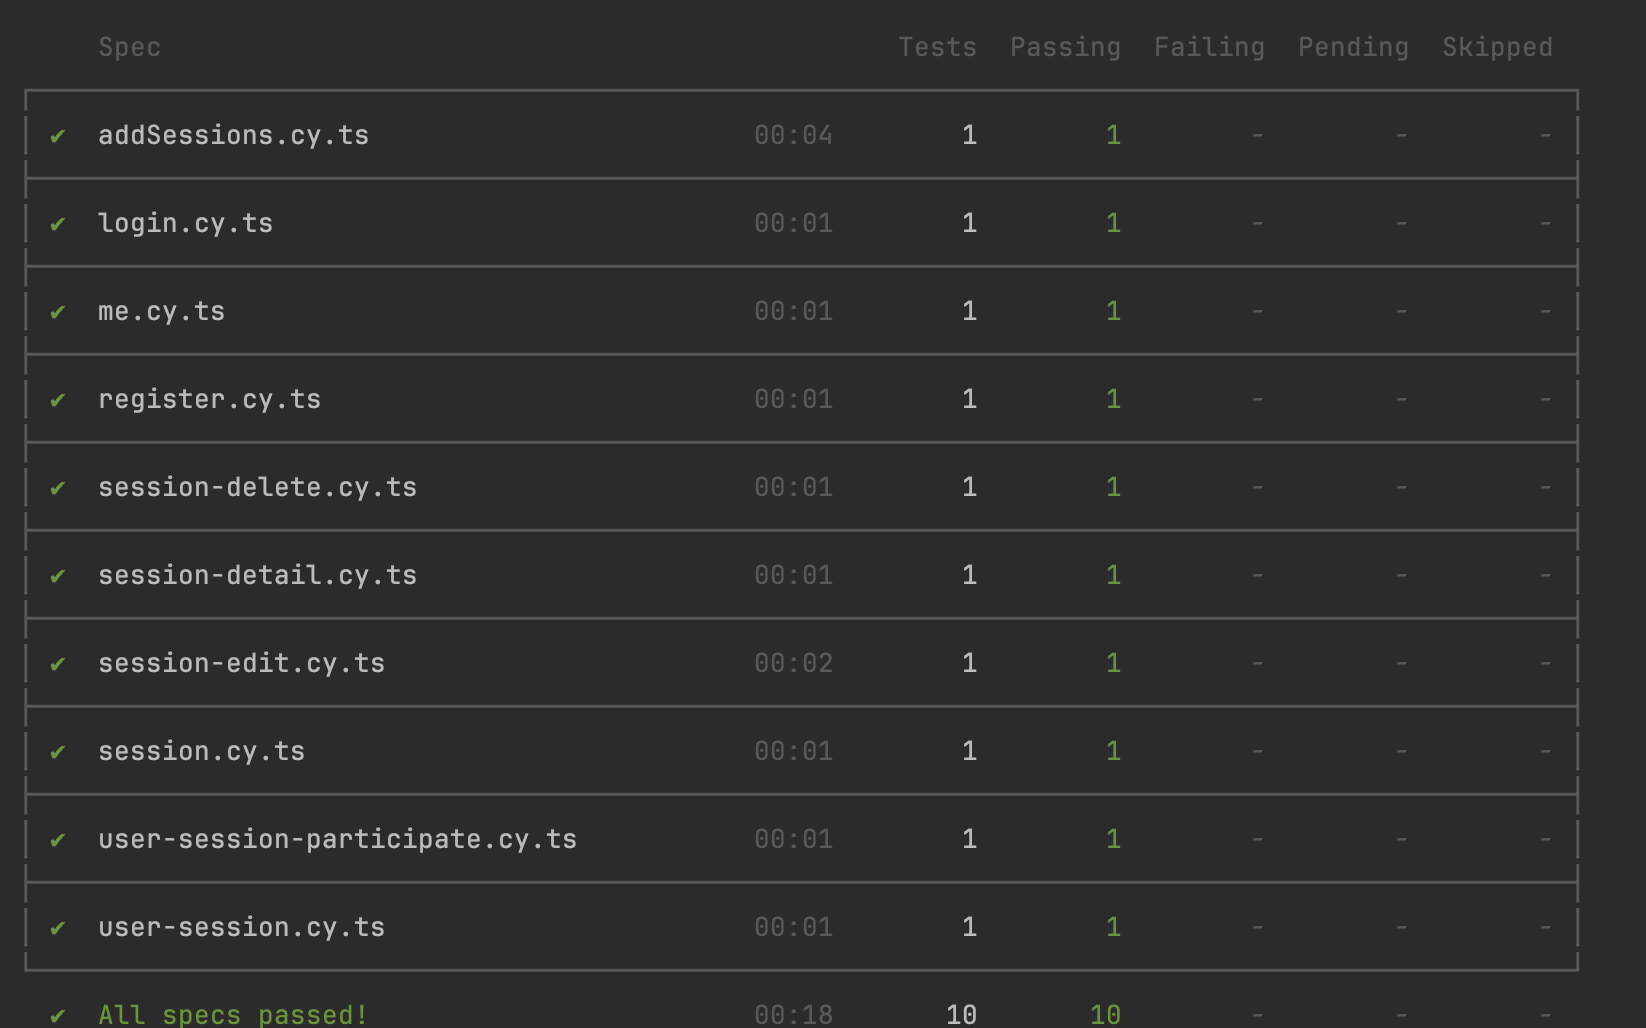 Spec Tests Passing Failing Pending Skipped
✔ addSessions.cy.ts 00:04 1 1 - - -
✔ login.cy.ts 00:01 1 1 - - -
✔ me.cy.ts 00:01 1 1 - - -
✔ register.cy.ts 00:01 1 1 - - -
✔ session-delete.cy.ts 00:01 1 1 - - -
✔ session-detail.cy.ts 00:01 1 1 - - -
✔ session-edit.cy.ts 00:02 1 1 - - -
✔ session.cy.ts 00:01 1 1 - - -
✔ user-session-participate.cy.ts 00:01 1 1 - - -
✔ user-session.cy.ts 00:01 1 1 - - -
✔ All specs passed! 00:18 10 10 - - -